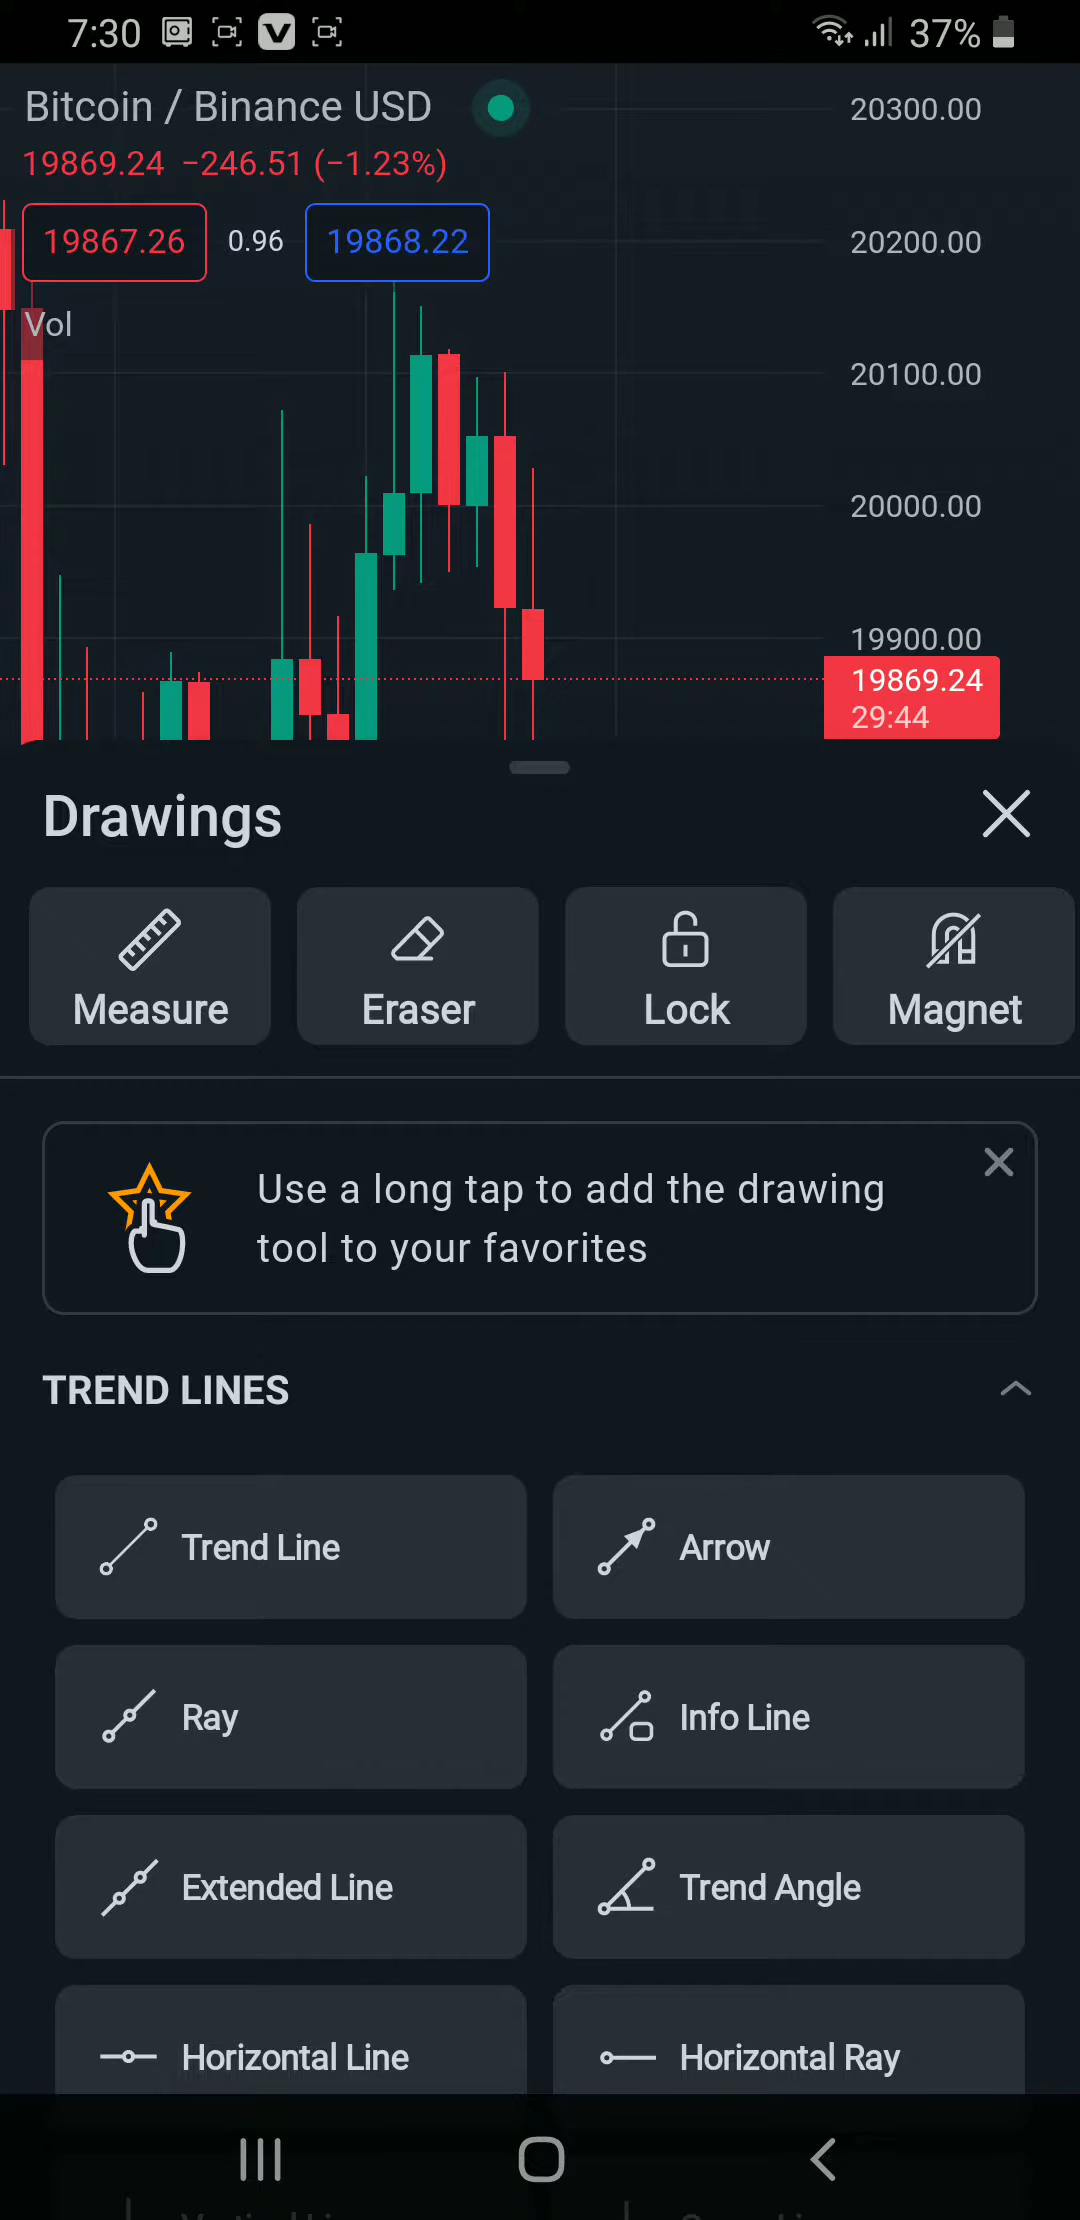 7:30
37%
Bitcoin / Binance USD
20300.00
19869.24 −246.51 (−1.23%)
19867.26 0.96 19868.22
20200.00
Vol
20100.00
20000.00
19900.00
19869.24
29:44
Drawings
Measure Eraser Lock Magnet
Use a long tap to add the drawing
tool to your favorites
TREND LINES
Trend Line Arrow
Ray Info Line
Extended Line Trend Angle
Horizontal Line Horizontal Ray